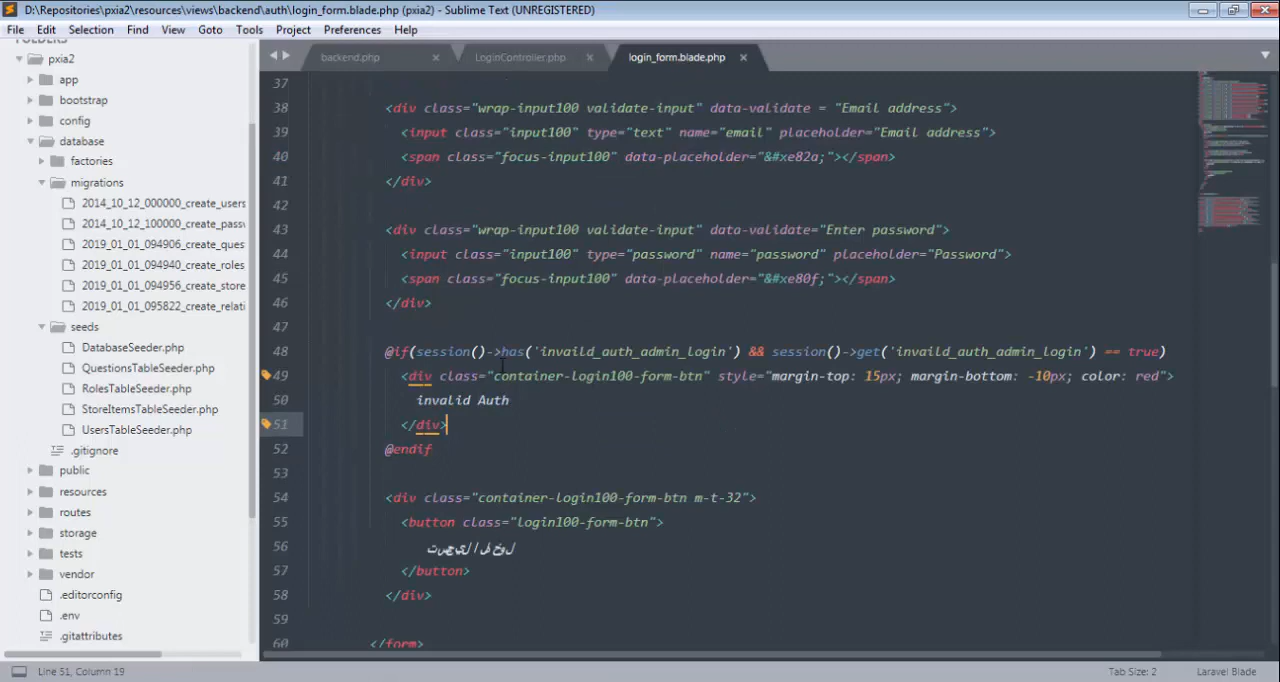 D:\Repositories\pxia2\resources\views\backend\auth\login_form.blade.php (pxia2) - Sublime Text (UNREGISTERED)
File Edit Selection Find View Goto Tools Project Preferences Help
FOLDERS
pxia2
app
bootstrap
config
database
factories
migrations
2014_10_12_000000_create_users
2014_10_12_100000_create_pass
2019_01_01_094906_create_ques
2019_01_01_094940_create_roles
2019_01_01_094956_create_store
2019_01_01_095822_create_relati
seeds
DatabaseSeeder.php
QuestionsTableSeeder.php
RolesTableSeeder.php
StoreItemsTableSeeder.php
UsersTableSeeder.php
.gitignore
public
resources
routes
storage
tests
vendor
.editorconfig
.env
.gitattributes
backend.php LoginController.php login_form.blade.php
37
38 <div class="wrap-input100 validate-input" data-validate = "Email address">
39 <input class="input100" type="text" name="email" placeholder="Email address">
40 <span class="focus-input100" data-placeholder="&#xe82a;"></span>
41 </div>
42
43 <div class="wrap-input100 validate-input" data-validate="Enter password">
44 <input class="input100" type="password" name="password" placeholder="Password">
45 <span class="focus-input100" data-placeholder="&#xe80f;"></span>
46 </div>
47
48 @if(session()->has('invaild_auth_admin_login') && session()->get('invaild_auth_admin_login') == true)
49 <div class="container-login100-form-btn" style="margin-top: 15px; margin-bottom: -10px; color: red">
50 invalid Auth
51 </div>
52 @endif
53
54 <div class="container-login100-form-btn m-t-32">
55 <button class="login100-form-btn">
56
57 </button>
58 </div>
59
60 </form>
Line 51, Column 19 Tab Size: 2 Laravel Blade